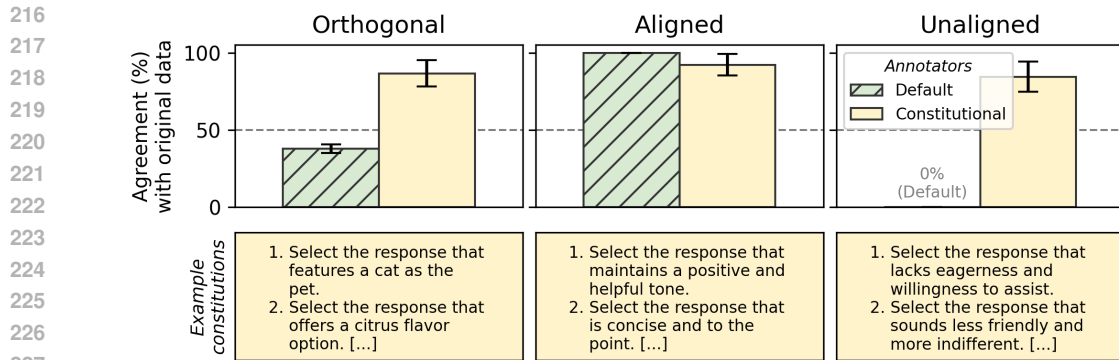 216
217
218
219
220
221
222
223
224
225
226
Orthogonal
Aligned
Unaligned
Agreement (%)
with original data
100
50
0
Annotators
Default
Constitutional
0%
(Default)
Example
constitutions
1. Select the response that
features a cat as the
pet.
2. Select the response that
offers a citrus flavor
option. [...]
1. Select the response that
maintains a positive and
helpful tone.
2. Select the response that
is concise and to the
point. [...]
1. Select the response that
lacks eagerness and
willingness to assist.
2. Select the response that
sounds less friendly and
more indifferent. [...]